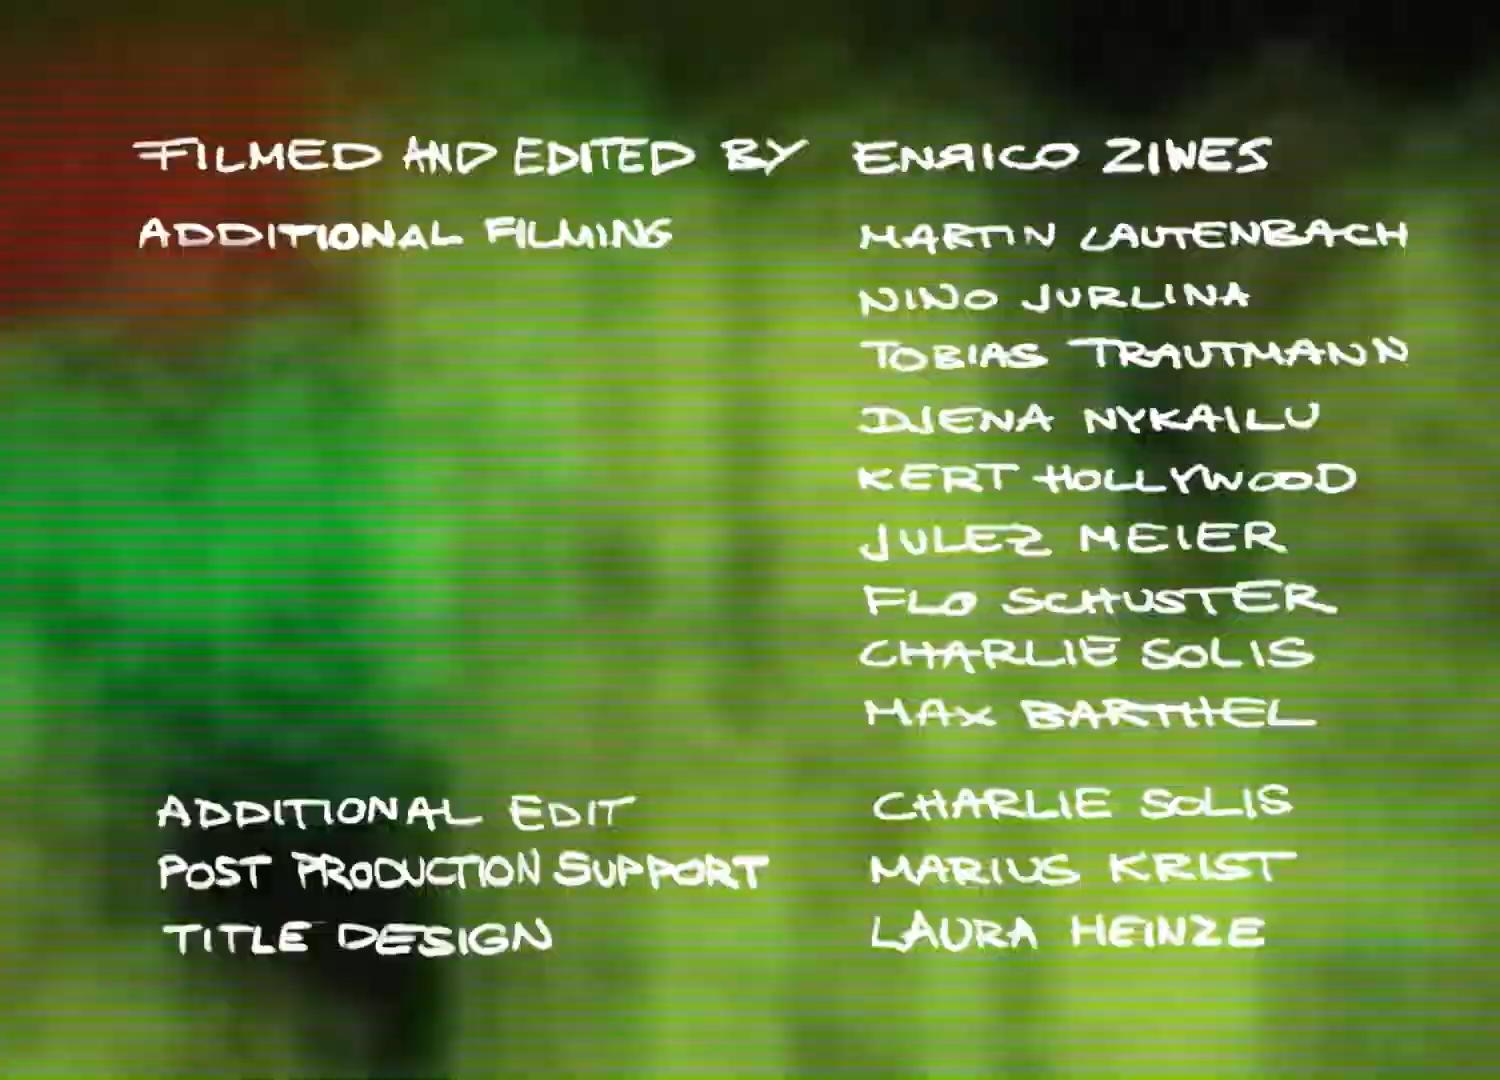 FILMED AND EDITED BY ENRICO ZINES
ADDITIONAL FILMING MARTIN LAUTENBACH
NINO JURLINA
TOBIAS TRAUTMANN
DJENA NYKAILU
KERT HOLLYWOOD
JULEZ MEIER
FLO SCHUSTER
CHARLIE SOLIS
MAX BARTHEL
ADDITIONAL EDIT CHARLIE SOLIS
POST PRODUCTION SUPPORT MARIUS KRIST
TITLE DESIGN LAURA HEINZE